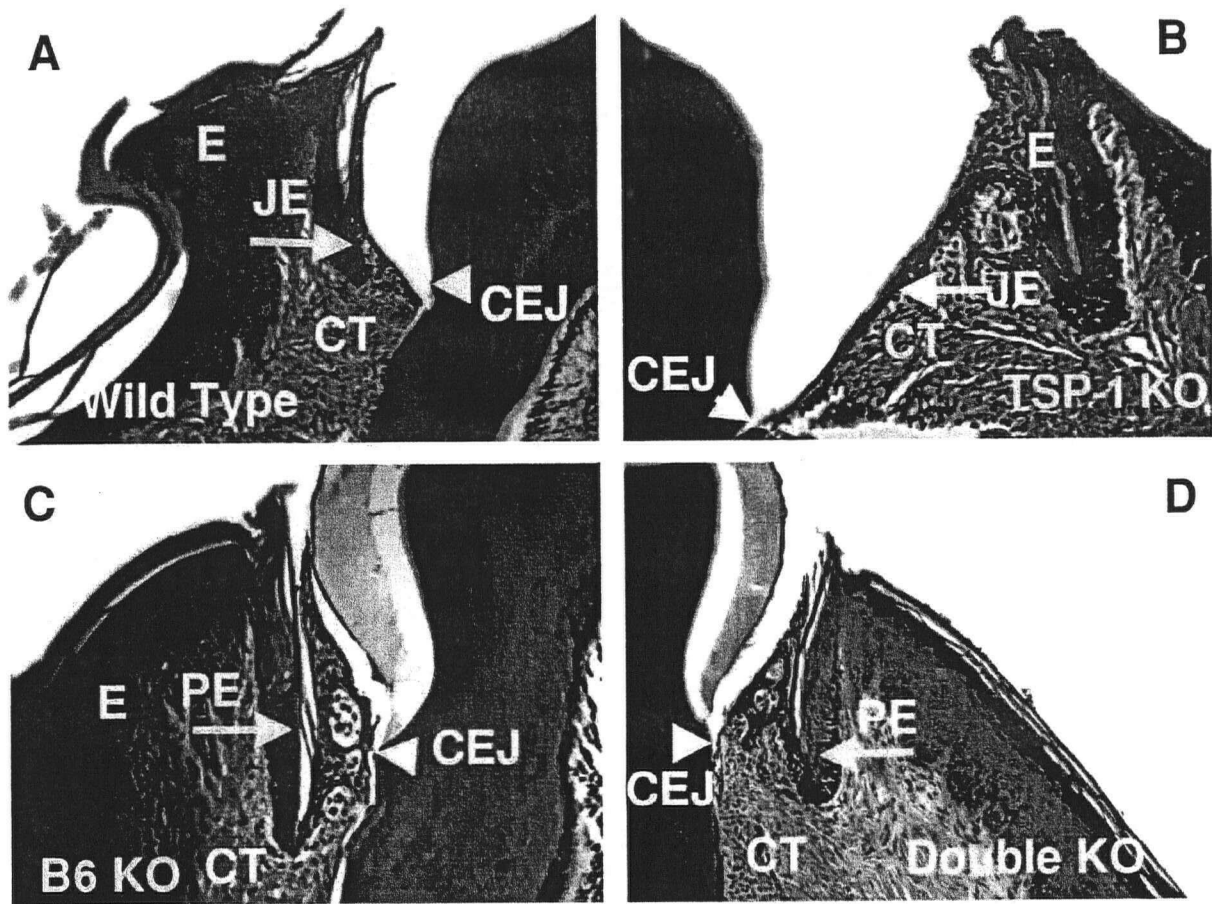 A
E
JE
CEJ
CT
Wild Type
B
E
JE
CT
CEJ
TSP-1 KO
C
E
PE
CEJ
CT
B6 KO
D
PE
CEJ
CT
Double KO